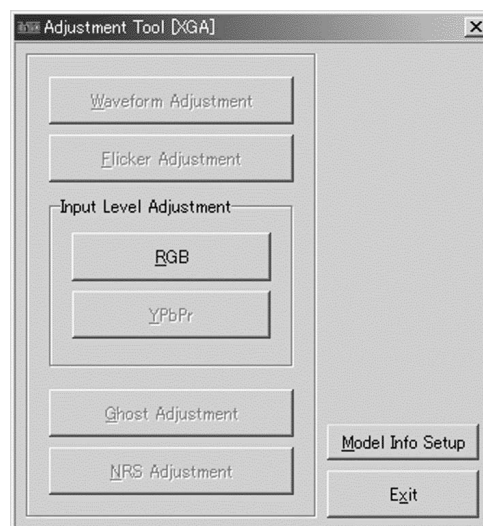 Adjustment Tool [XGA]
Waveform Adjustment
Flicker Adjustment
Input Level Adjustment
RGB
YPbPr
Ghost Adjustment
NRS Adjustment
Model Info Setup
Exit